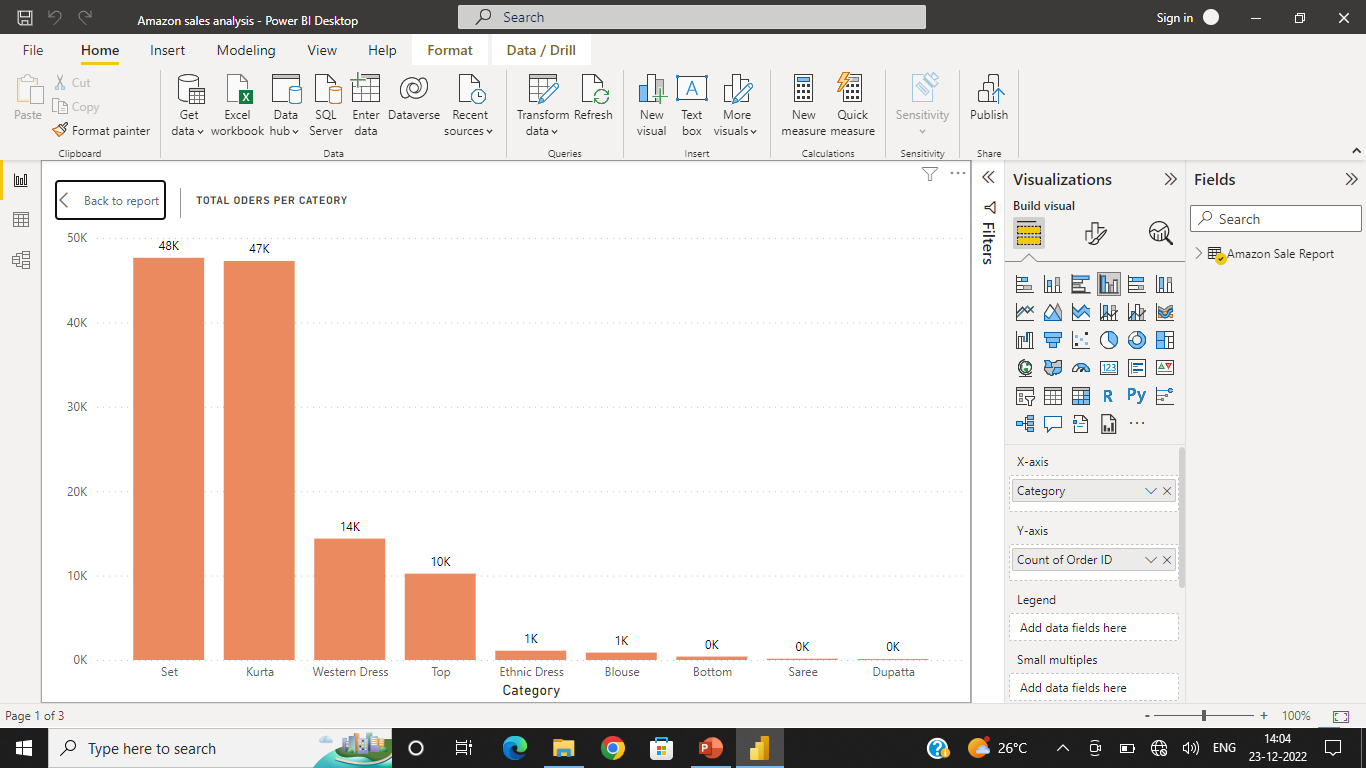 Amazon sales analysis - Power BI Desktop
Search
Sign in
File
Home
Insert
Modeling
View
Help
Format
Data / Drill
Paste
Cut
Copy
Format painter
Clipboard
Get
data
Excel
workbook
Data
hub
SQL
Server
Enter
data
Dataverse
Recent
sources
Data
Transform
data
Refresh
Queries
New
visual
Text
box
More
visuals
Insert
New
measure
Quick
measure
Calculations
Sensitivity
Sensitivity
Publish
Share
Back to report
TOTAL ODERS PER CATEORY
50K
40K
30K
20K
10K
0K
48K
47K
14K
10K
1K
1K
0K
0K
0K
Set
Kurta
Western Dress
Top
Ethnic Dress
Blouse
Bottom
Saree
Dupatta
Category
Filters
Visualizations
Build visual
123
R
Py
X-axis
Category
Y-axis
Count of Order ID
Legend
Add data fields here
Small multiples
Add data fields here
Fields
Search
Amazon Sale Report
Page 1 of 3
- + 100%
Type here to search
26°C
ENG
14:04
23-12-2022